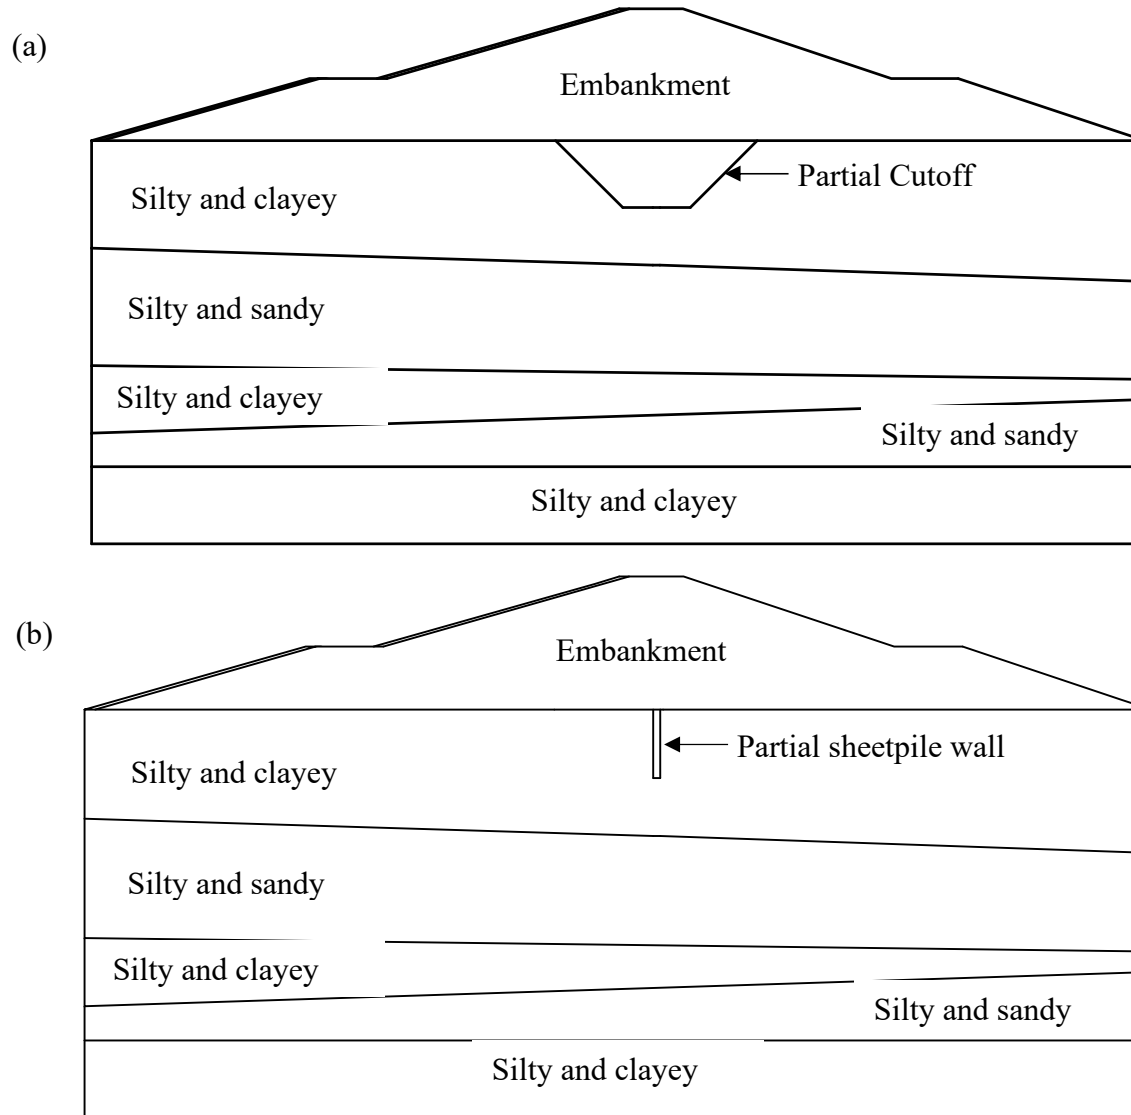 (a)
Embankment
Partial Cutoff
Silty and clayey
Silty and sandy
Silty and clayey
Silty and sandy
Silty and clayey
(b)
Embankment
Partial sheetpile wall
Silty and clayey
Silty and sandy
Silty and clayey
Silty and sandy
Silty and clayey